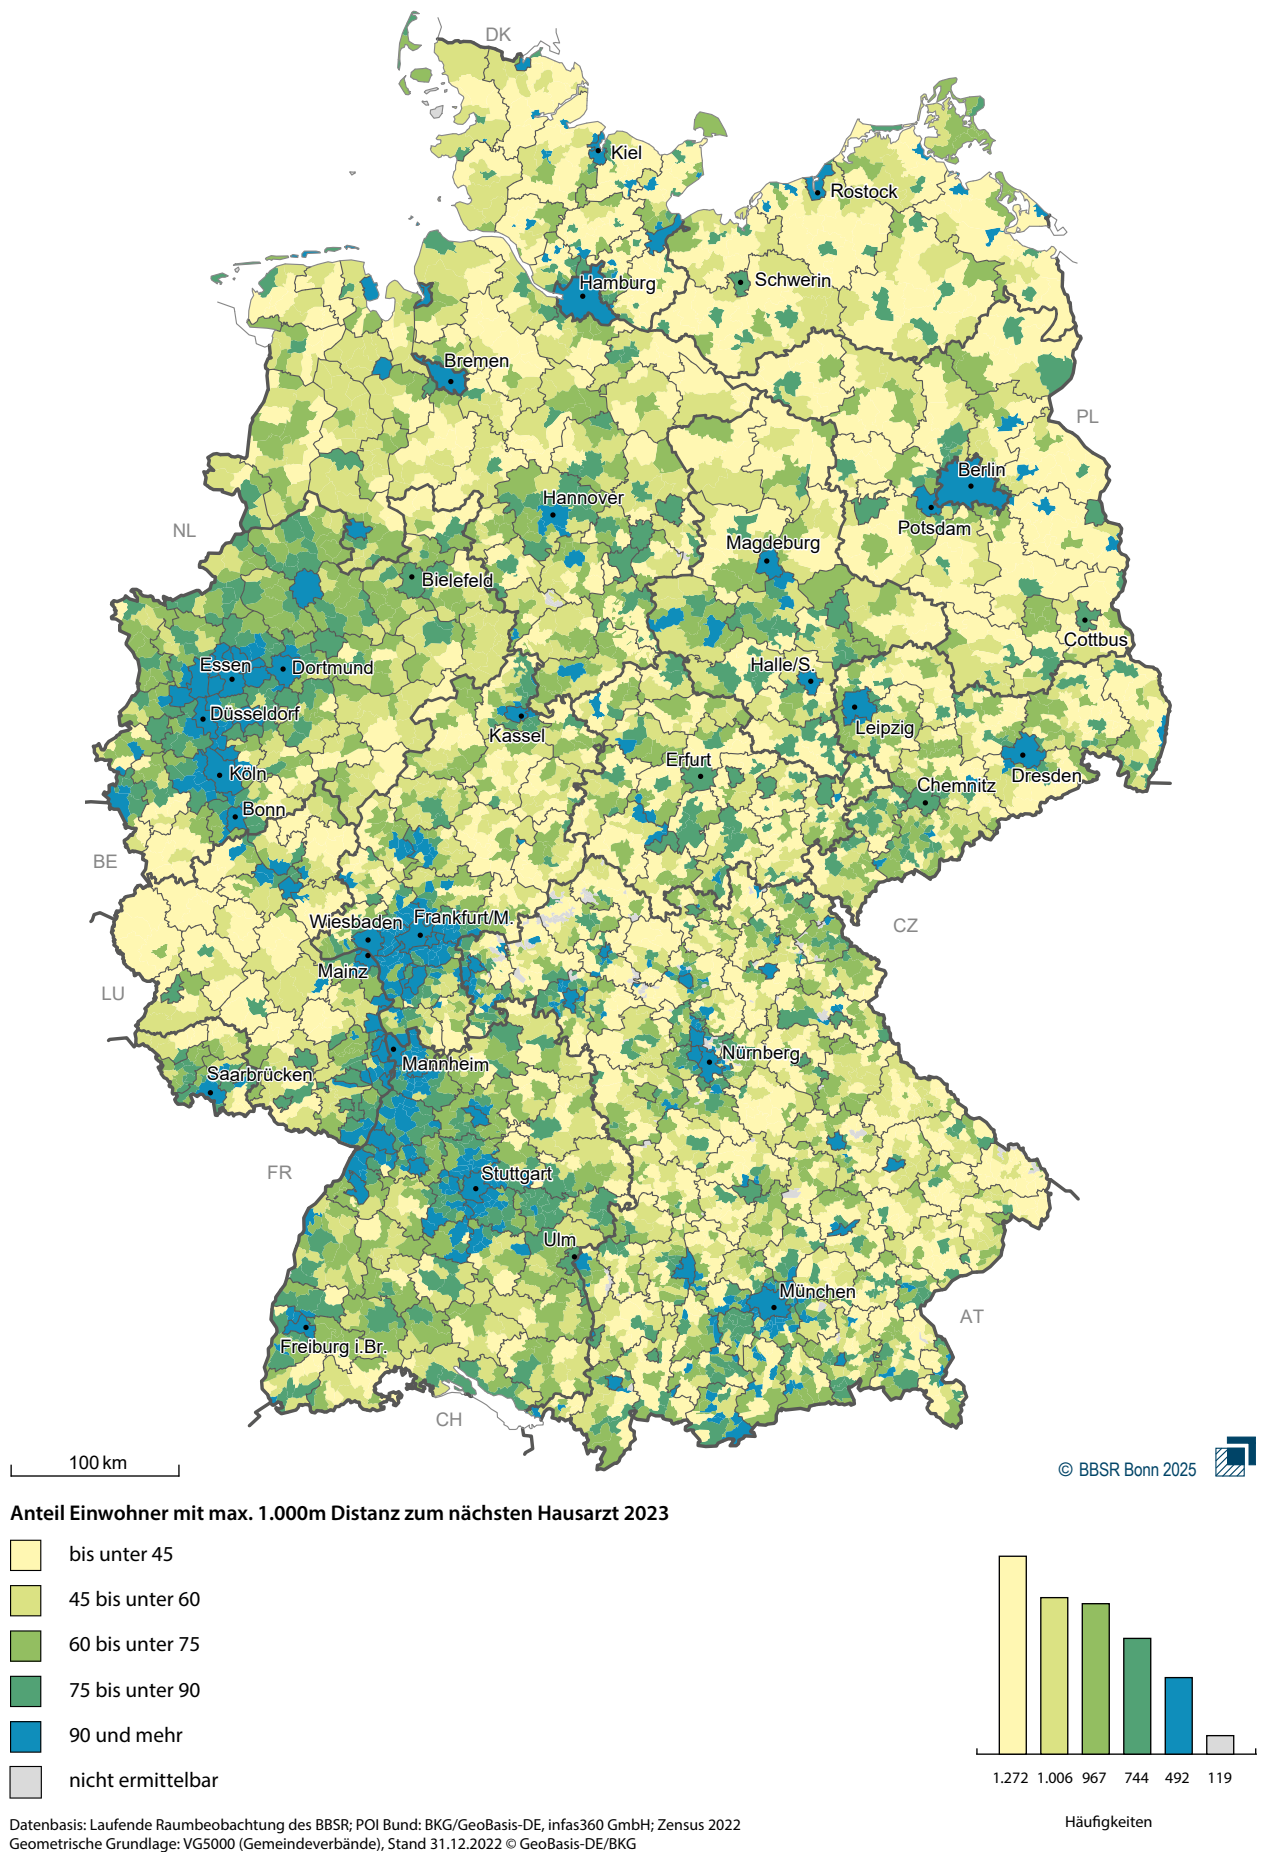 DK
Kiel
Rostock
Hamburg
Schwerin
Bremen
PL
Berlin
Hannover
NL
Potsdam
Magdeburg
Bielefeld
Cottbus
Essen
Dortmund
Halle/S.
Düsseldorf
Leipzig
Kassel
Erfurt
Köln
Dresden
Chemnitz
Bonn
BE
Wiesbaden
Frankfurt/M.
CZ
Mainz
LU
Nürnberg
Mannheim
Saarbrücken
FR
Stuttgart
Ulm
München
AT
Freiburg i.Br.
CH
100 km
© BBSR Bonn 2025
Anteil Einwohner mit max. 1.000m Distanz zum nächsten Hausarzt 2023
bis unter 45
45 bis unter 60
60 bis unter 75
75 bis unter 90
90 und mehr
nicht ermittelbar
1.272 1.006 967 744 492 119
Häufigkeiten
Datenbasis: Laufende Raumbeobachtung des BBSR; POI Bund: BKG/GeoBasis-DE, infas360 GmbH; Zensus 2022
Geometrische Grundlage: VG5000 (Gemeindeverbände), Stand 31.12.2022 © GeoBasis-DE/BKG